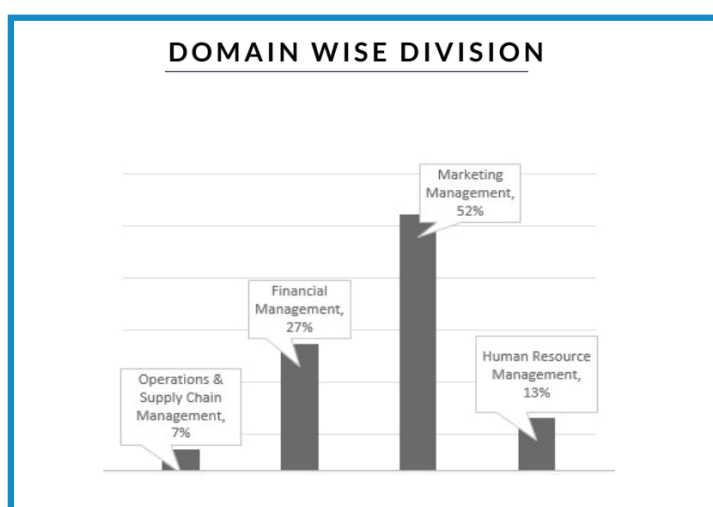 DOMAIN WISE DIVISION
Marketing
Management,
52%
Financial
Management,
27%
Human Resource
Management,
13%
Operations &
Supply Chain
Management,
7%